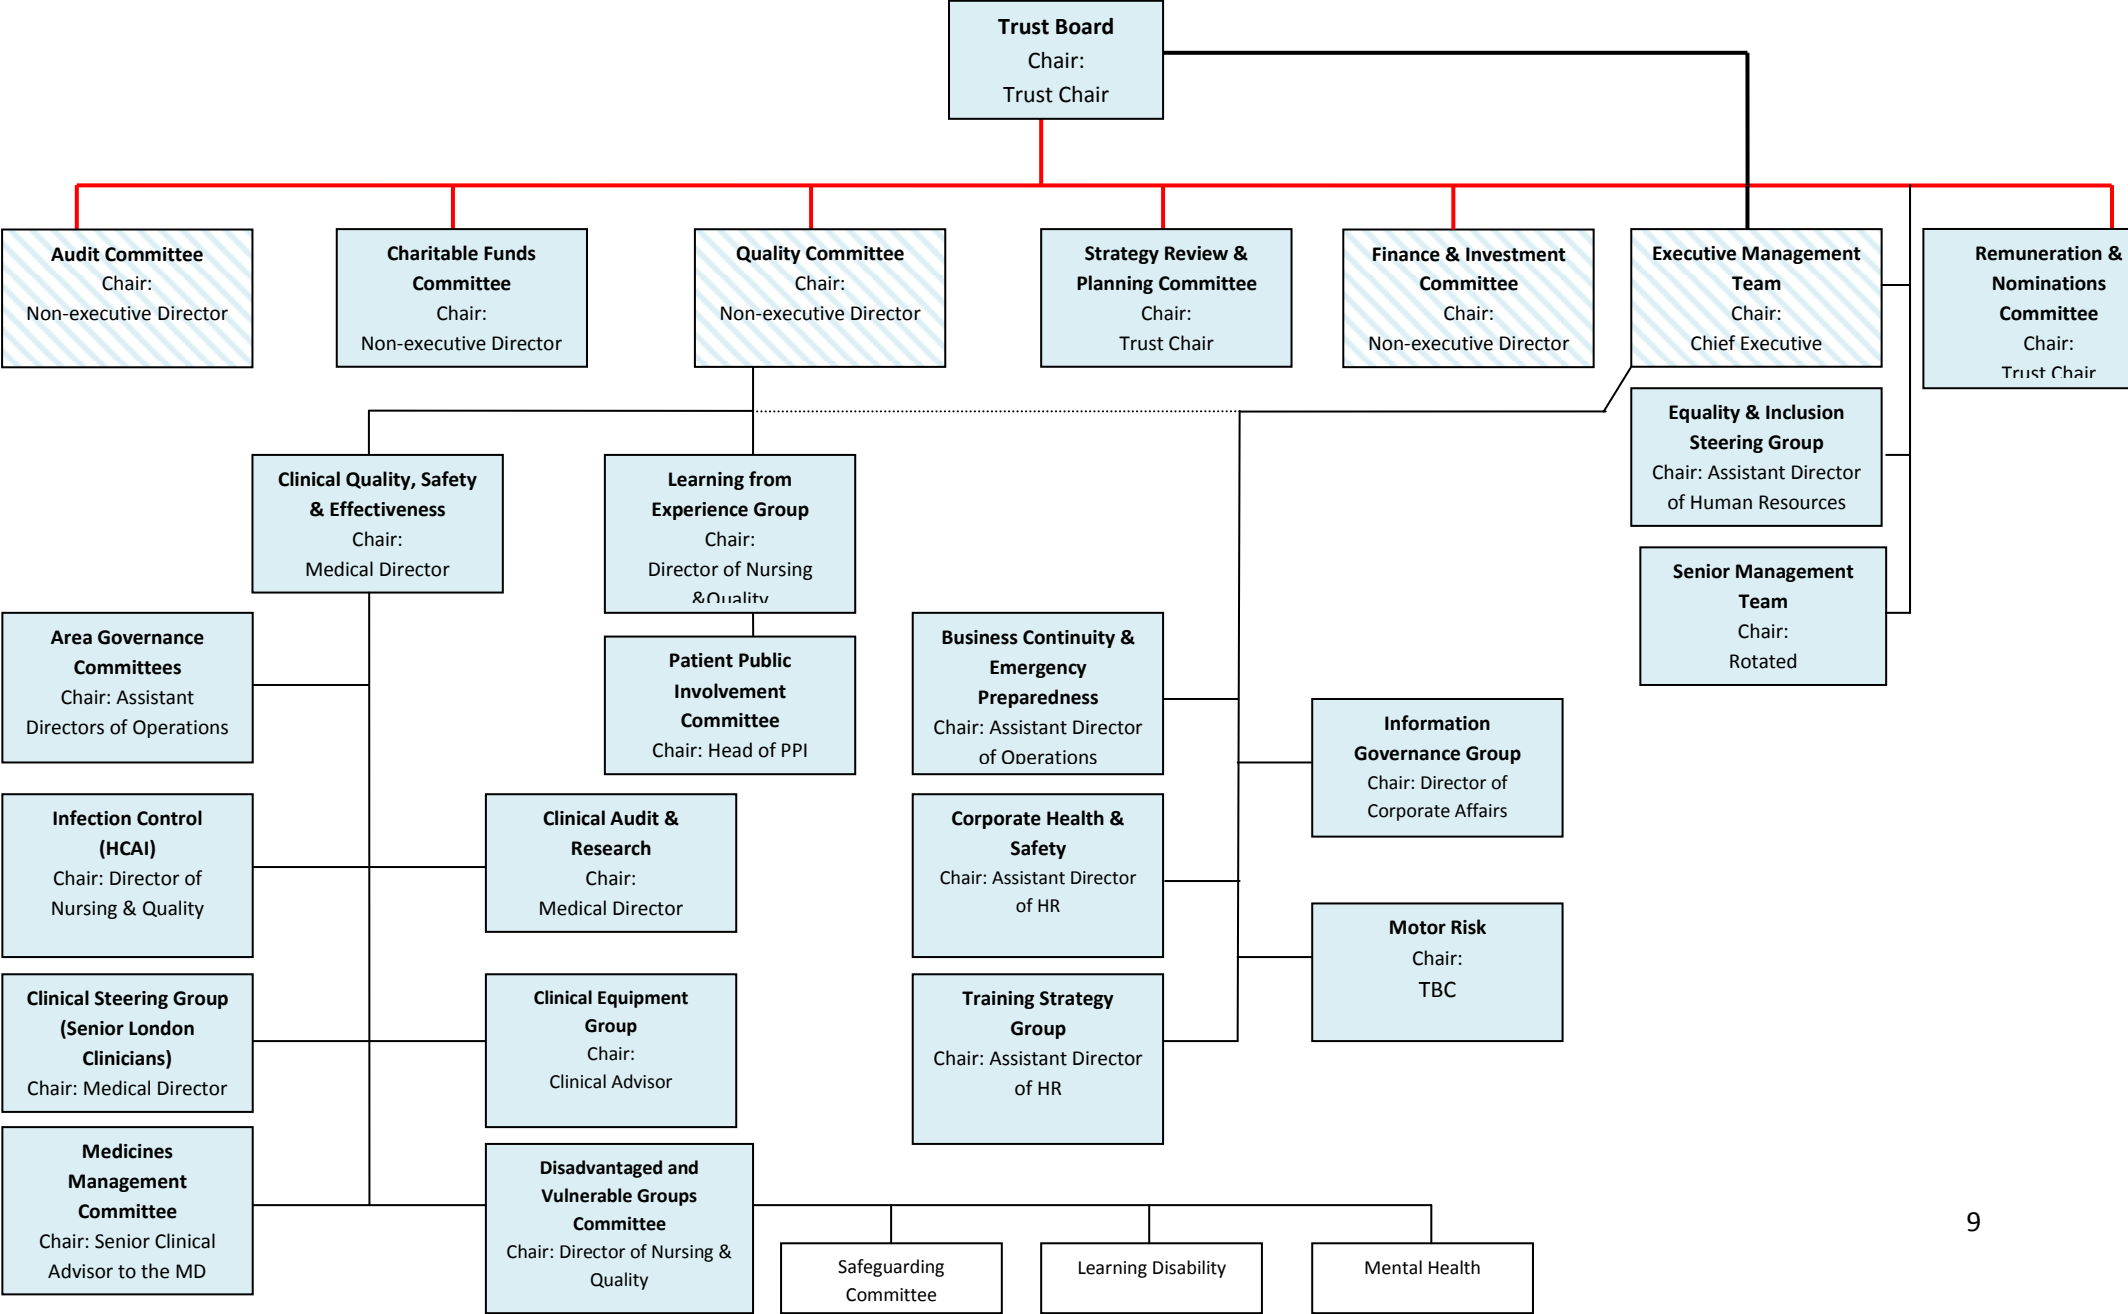 Trust Board
Chair:
Trust Chair
Audit Committee
Chair:
Non-executive Director
Charitable Funds
Committee
Chair:
Non-executive Director
Quality Committee
Chair:
Non-executive Director
Strategy Review &
Planning Committee
Chair:
Trust Chair
Finance & Investment
Committee
Chair:
Non-executive Director
Executive Management
Team
Chair:
Chief Executive
Remuneration &
Nominations
Committee
Chair:
Trust Chair
Equality & Inclusion
Steering Group
Chair: Assistant Director
of Human Resources
Clinical Quality, Safety
& Effectiveness
Chair:
Medical Director
Learning from
Experience Group
Chair:
Director of Nursing
&Quality
Senior Management
Team
Chair:
Rotated
Area Governance
Committees
Chair: Assistant
Directors of Operations
Patient Public
Involvement
Committee
Chair: Head of PPI
Business Continuity &
Emergency
Preparedness
Chair: Assistant Director
of Operations
Information
Governance Group
Chair: Director of
Corporate Affairs
Infection Control
(HCAI)
Chair: Director of
Nursing & Quality
Clinical Audit &
Research
Chair:
Medical Director
Corporate Health &
Safety
Chair: Assistant Director
of HR
Motor Risk
Chair:
TBC
Clinical Steering Group
(Senior London
Clinicians)
Chair: Medical Director
Clinical Equipment
Group
Chair:
Clinical Advisor
Training Strategy
Group
Chair: Assistant Director
of HR
Medicines
Management
Committee
Chair: Senior Clinical
Advisor to the MD
Disadvantaged and
Vulnerable Groups
Committee
Chair: Director of Nursing &
Quality
Safeguarding
Committee
Learning Disability
Mental Health
9